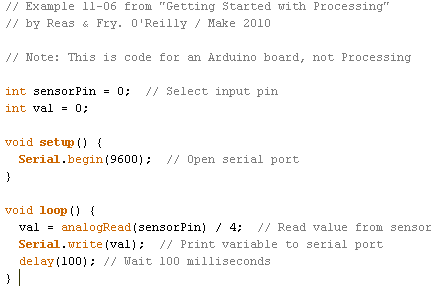 // Example 11-06 from "Getting Started with Processing"
// by Reas & Fry. O'Reilly / Make 2010
// Note: This is code for an Arduino board, not Processing
int sensorPin = 0;  // Select input pin
int val = 0;
void setup() {
  Serial.begin(9600);  // Open serial port
}
void loop() {
  val = analogRead(sensorPin) / 4;  // Read value from sensor
  Serial.write(val);  // Print variable to serial port
  delay(100); // Wait 100 milliseconds
}